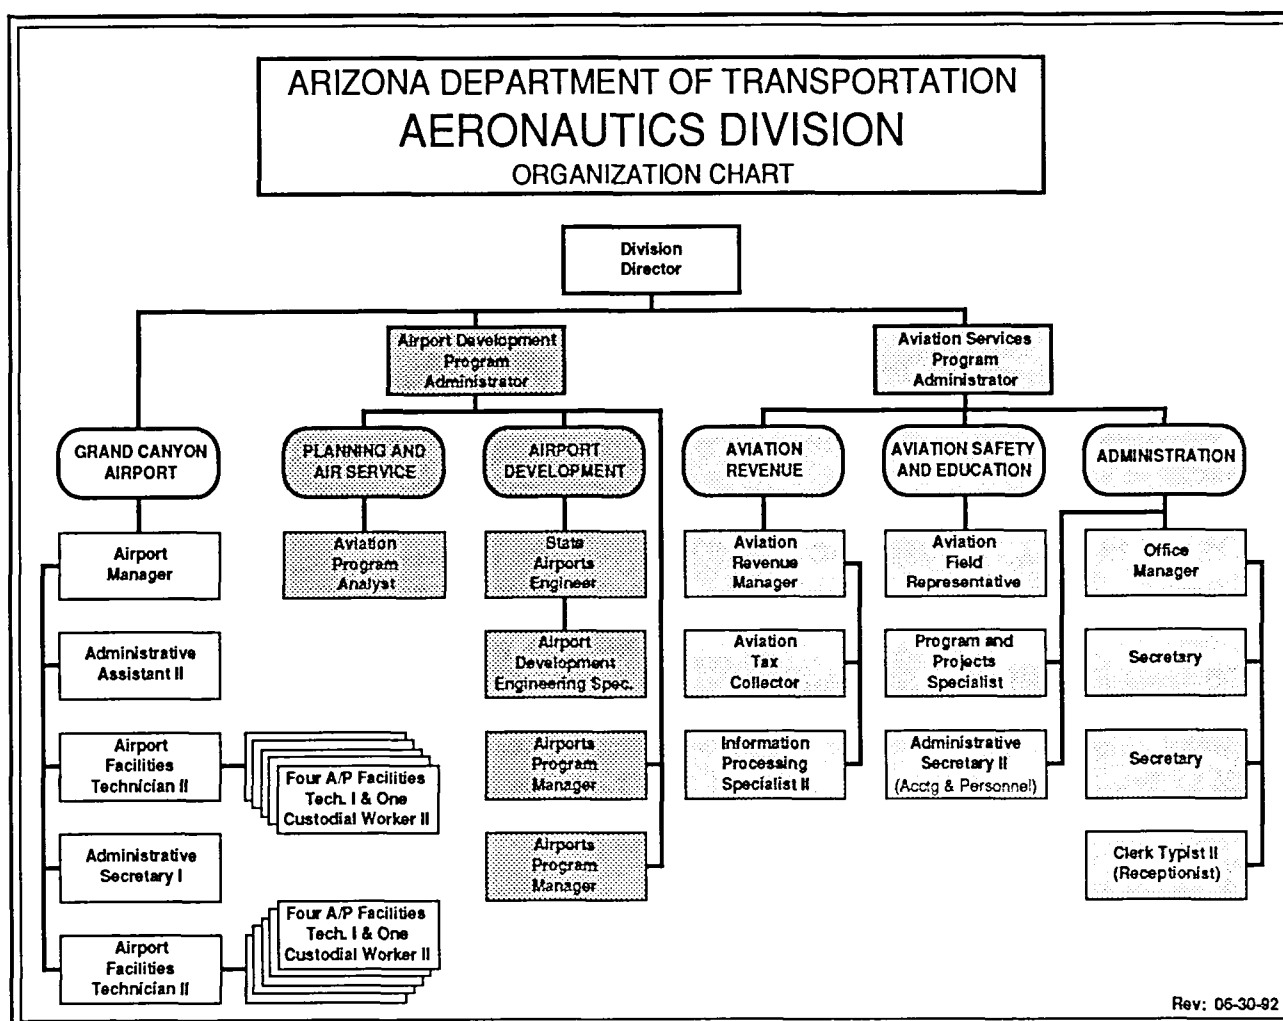 ARIZONA DEPARTMENT OF TRANSPORTATION
AERONAUTICS DIVISION
ORGANIZATION CHART
Division
Director
Airport Development
Program
Administrator
Aviation Services
Program
Administrator
GRAND CANYON
AIRPORT
PLANNING AND
AIR SERVICE
AIRPORT
DEVELOPMENT
AVIATION
REVENUE
AVIATION SAFETY
AND EDUCATION
ADMINISTRATION
Airport
Manager
Aviation
Program
Analyst
State
Airports
Engineer
Aviation
Revenue
Manager
Aviation
Field
Representative
Office
Manager
Administrative
Assistant II
Airport
Development
Engineering Spec.
Aviation
Tax
Collector
Program and
Projects
Specialist
Secretary
Airport
Facilities
Technician II
Four A/P Facilities
Tech. I & One
Custodial Worker II
Airports
Program
Manager
Information
Processing
Specialist II
Administrative
Secretary II
(Acctg & Personnel)
Secretary
Administrative
Secretary I
Airports
Program
Manager
Clerk Typist II
(Receptionist)
Airport
Facilities
Technician II
Four A/P Facilities
Tech. I & One
Custodial Worker II
Rev: 06-30-92